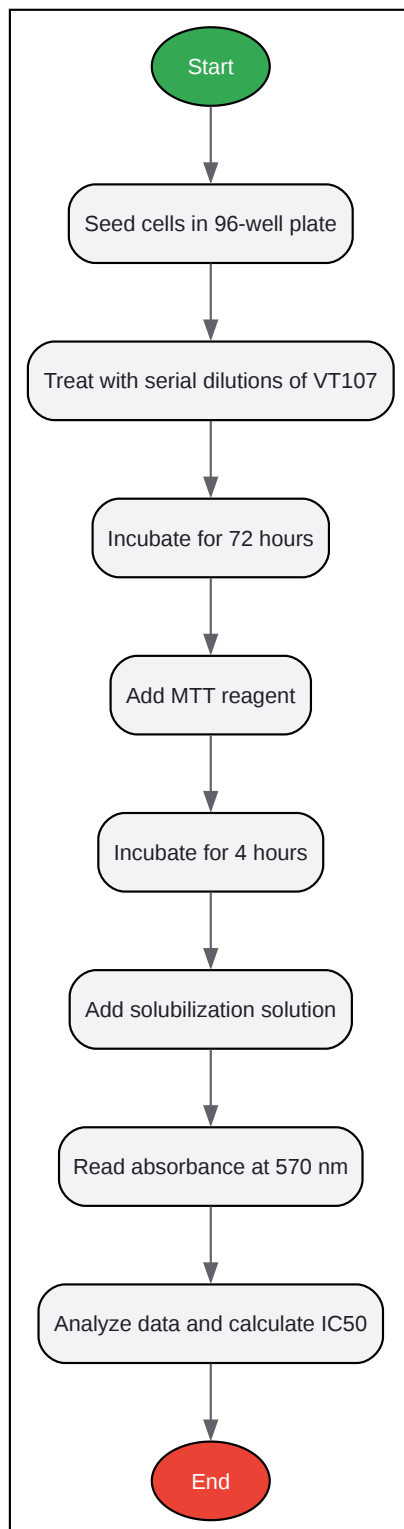 Start
Seed cells in 96-well plate
Treat with serial dilutions of VT107
Incubate for 72 hours
Add MTT reagent
Incubate for 4 hours
Add solubilization solution
Read absorbance at 570 nm
Analyze data and calculate IC50
End